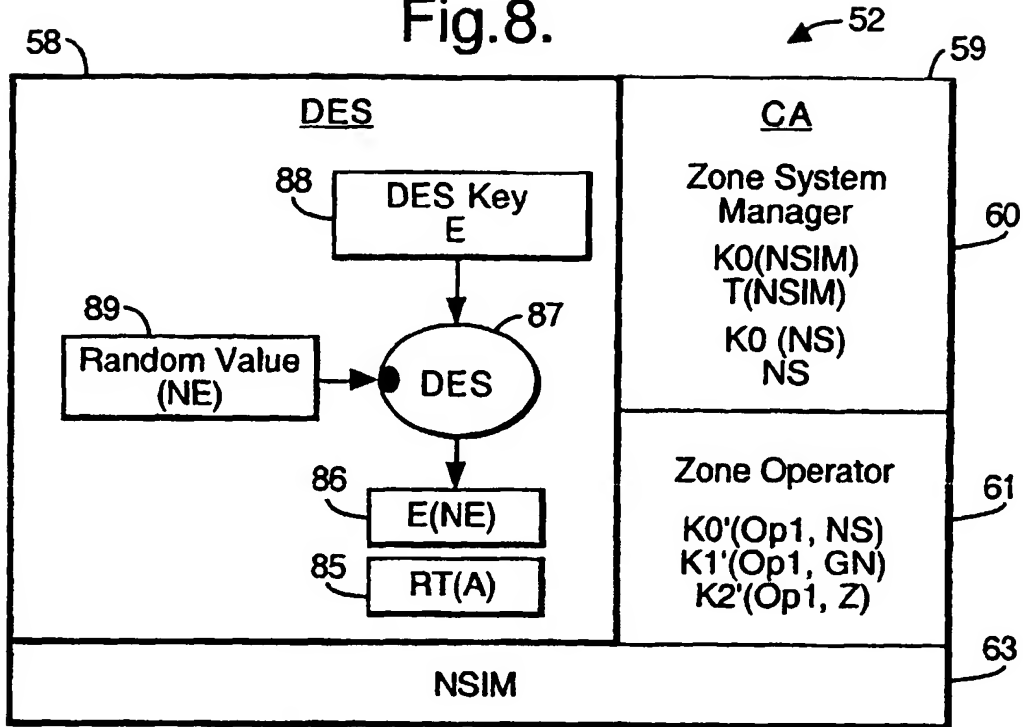 Fig.8.
52
58
59
DES
88
DES Key
E
89
Random Value
(NE)
87
DES
86
E(NE)
85
RT(A)
CA
Zone System
Manager
K0(NSIM)
T(NSIM)
K0 (NS)
NS
60
Zone Operator
K0'(Op1, NS)
K1'(Op1, GN)
K2'(Op1, Z)
61
NSIM
63